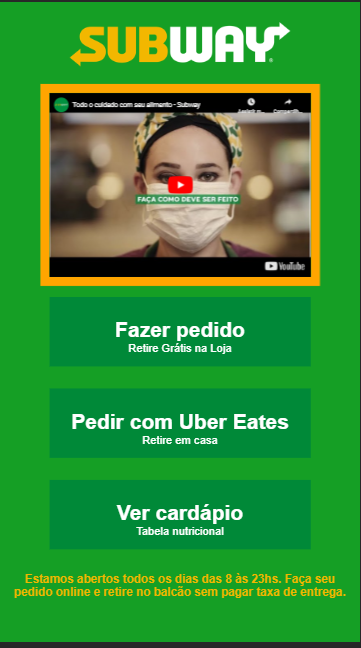 SUBWAY
Todo o cuidado com seu alimento - Subway
FAÇA COMO DEVE SER FEITO
YouTube
Fazer pedido
Retire Grátis na Loja
Pedir com Uber Eates
Retire em casa
Ver cardápio
Tabela nutricional
Estamos abertos todos os dias das 8 às 23hs. Faça seu
pedido online e retire no balcão sem pagar taxa de entrega.